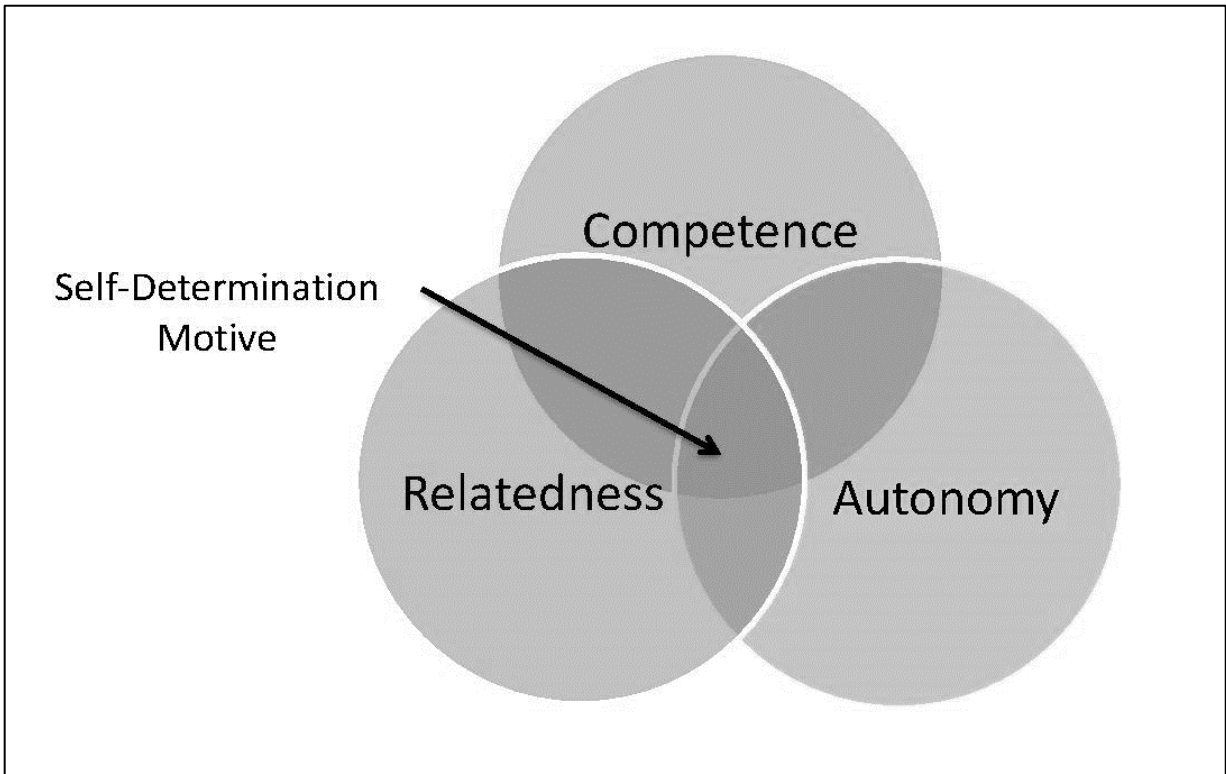 Competence
Self-Determination
Motive
Relatedness
Autonomy